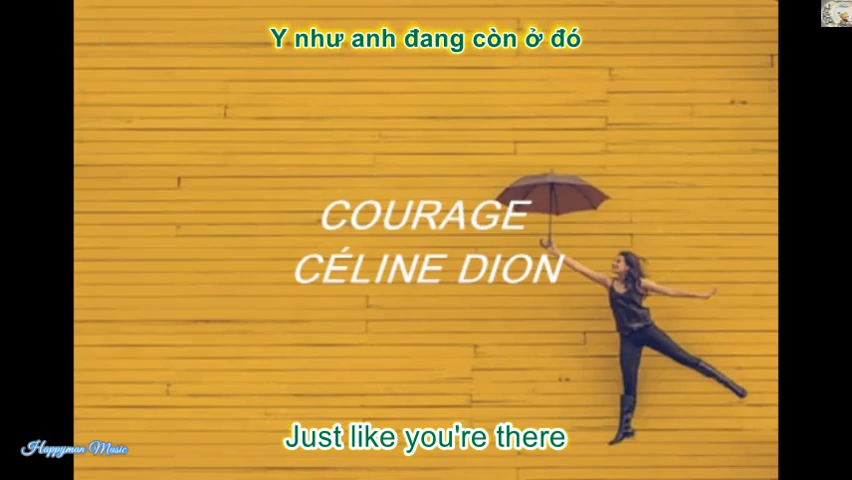 Y như anh đang còn ở đó
COURAGE
CÉLINE DION
Just like you're there
Happyman Music